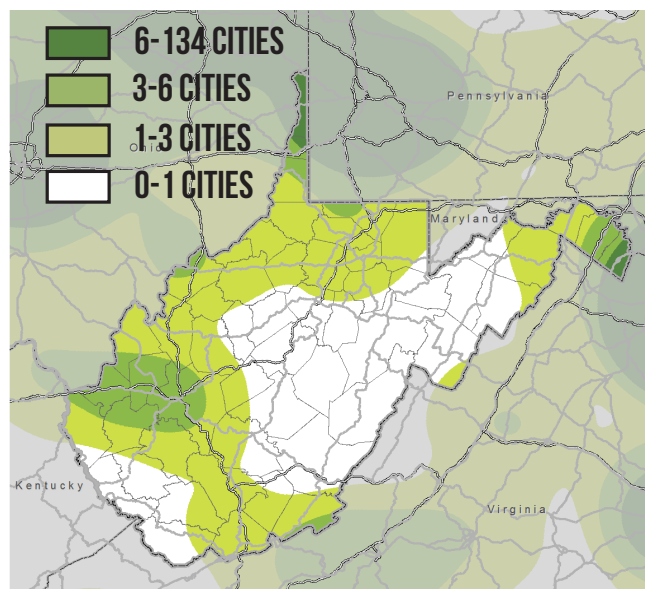 6-134 CITIES
3-6 CITIES
1-3 CITIES
0-1 CITIES
Ohio
Pennsylvania
Maryland
Kentucky
Virginia